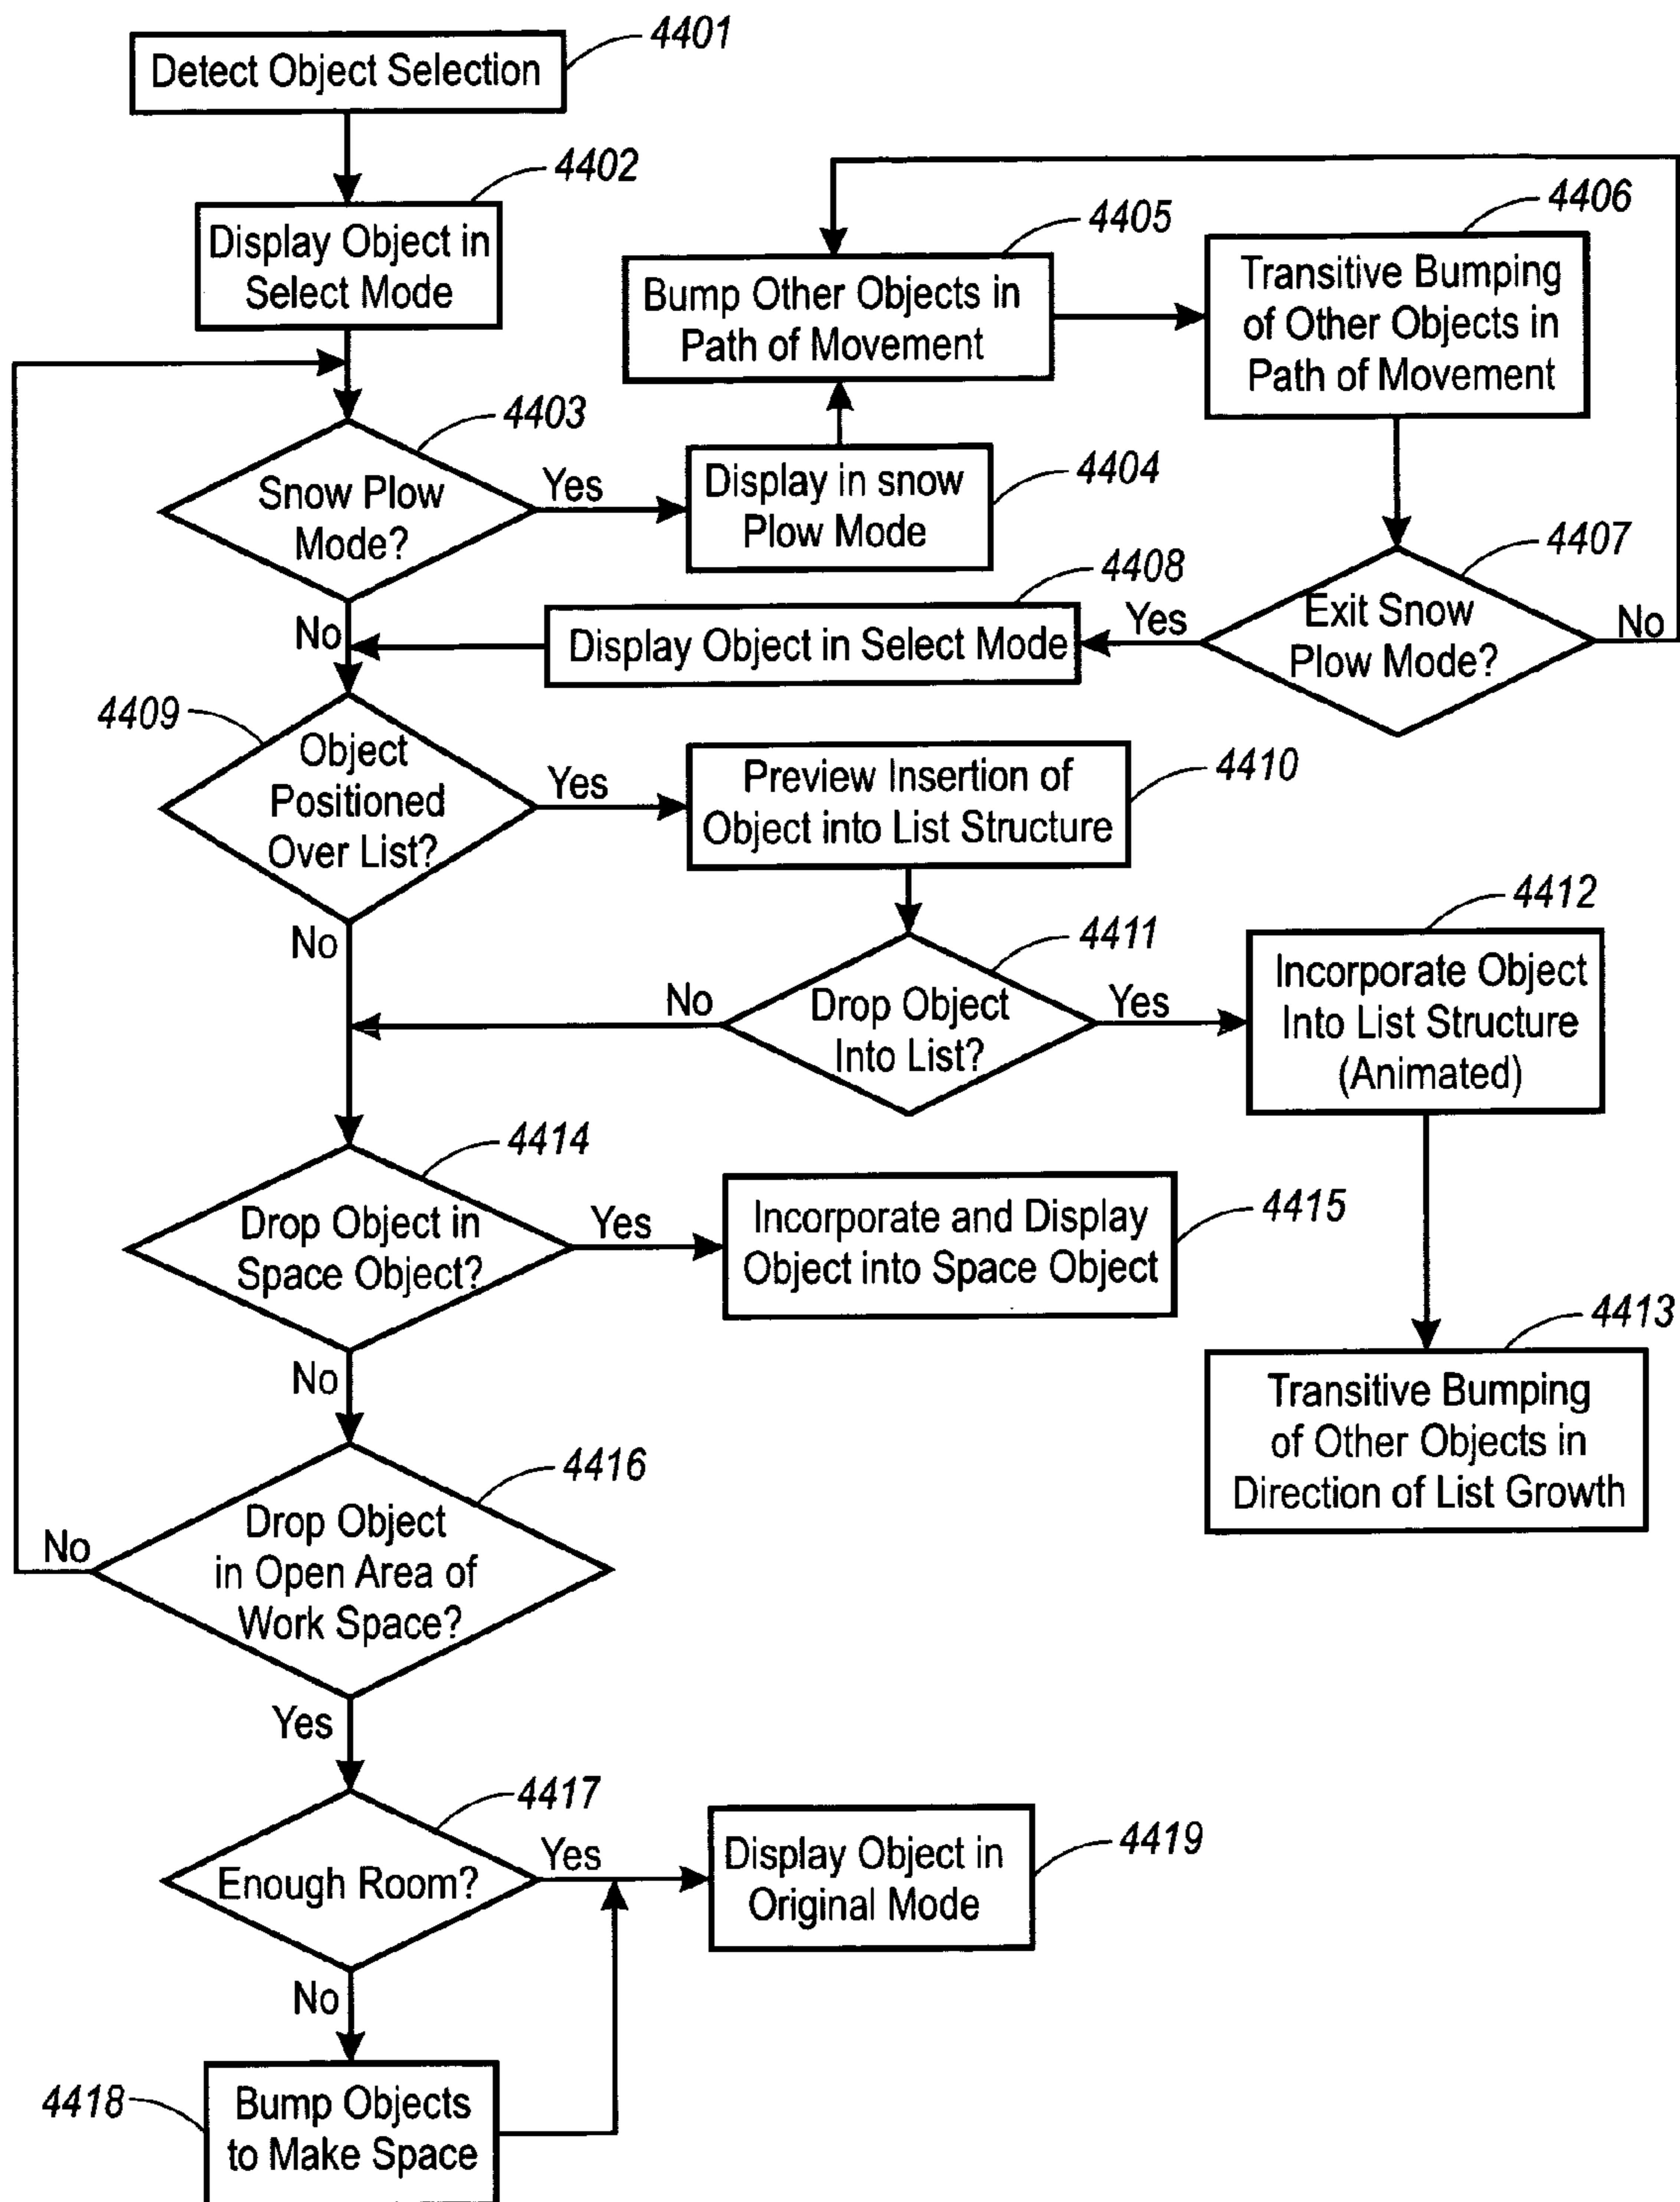 4401
Detect Object Selection
4402
Display Object in
Select Mode
4405
Bump Other Objects in
Path of Movement
4406
Transitive Bumping
of Other Objects in
Path of Movement
4403
Snow Plow
Mode?
Yes
No
4404
Display in snow
Plow Mode
4407
Exit Snow
Plow Mode?
Yes
No
4408
Display Object in Select Mode
4409
Object
Positioned
Over List?
Yes
No
4410
Preview Insertion of
Object into List Structure
4411
Drop Object
Into List?
No
Yes
4412
Incorporate Object
Into List Structure
(Animated)
4413
Transitive Bumping
of Other Objects in
Direction of List Growth
4414
Drop Object in
Space Object?
Yes
No
4415
Incorporate and Display
Object into Space Object
4416
Drop Object
in Open Area of
Work Space?
No
Yes
4417
Enough Room?
Yes
No
4419
Display Object in
Original Mode
4418
Bump Objects
to Make Space